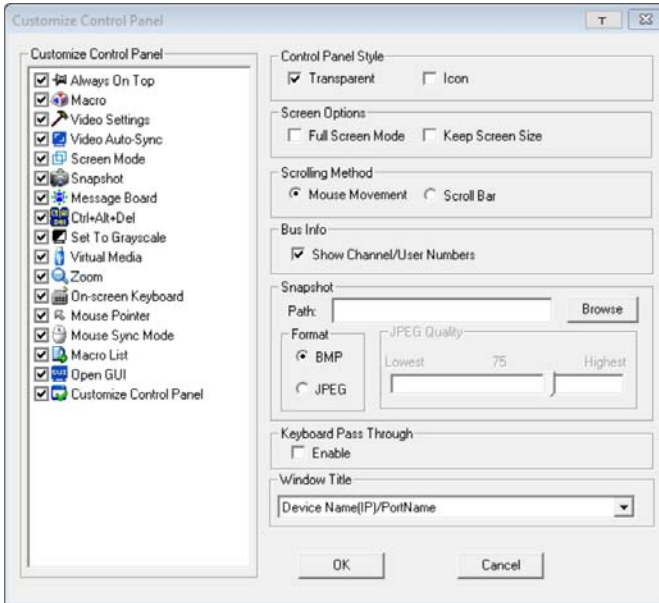 Customize Control Panel
T
Customize Control Panel
Always On Top
Macro
Video Settings
Video Auto-Sync
Screen Mode
Snapshot
Message Board
Ctrl+Alt+Del
Set To Grayscale
Virtual Media
Zoom
On-screen Keyboard
Mouse Pointer
Mouse Sync Mode
Macro List
Open GUI
Customize Control Panel
Control Panel Style
Transparent Icon
Screen Options
Full Screen Mode Keep Screen Size
Scrolling Method
Mouse Movement Scroll Bar
Bus Info
Show Channel/User Numbers
Snapshot
Path: Browse
Format
BMP
JPEG
JPEG Quality
Lowest 75 Highest
Keyboard Pass Through
Enable
Window Title
Device Name(IP)/PortName
OK Cancel